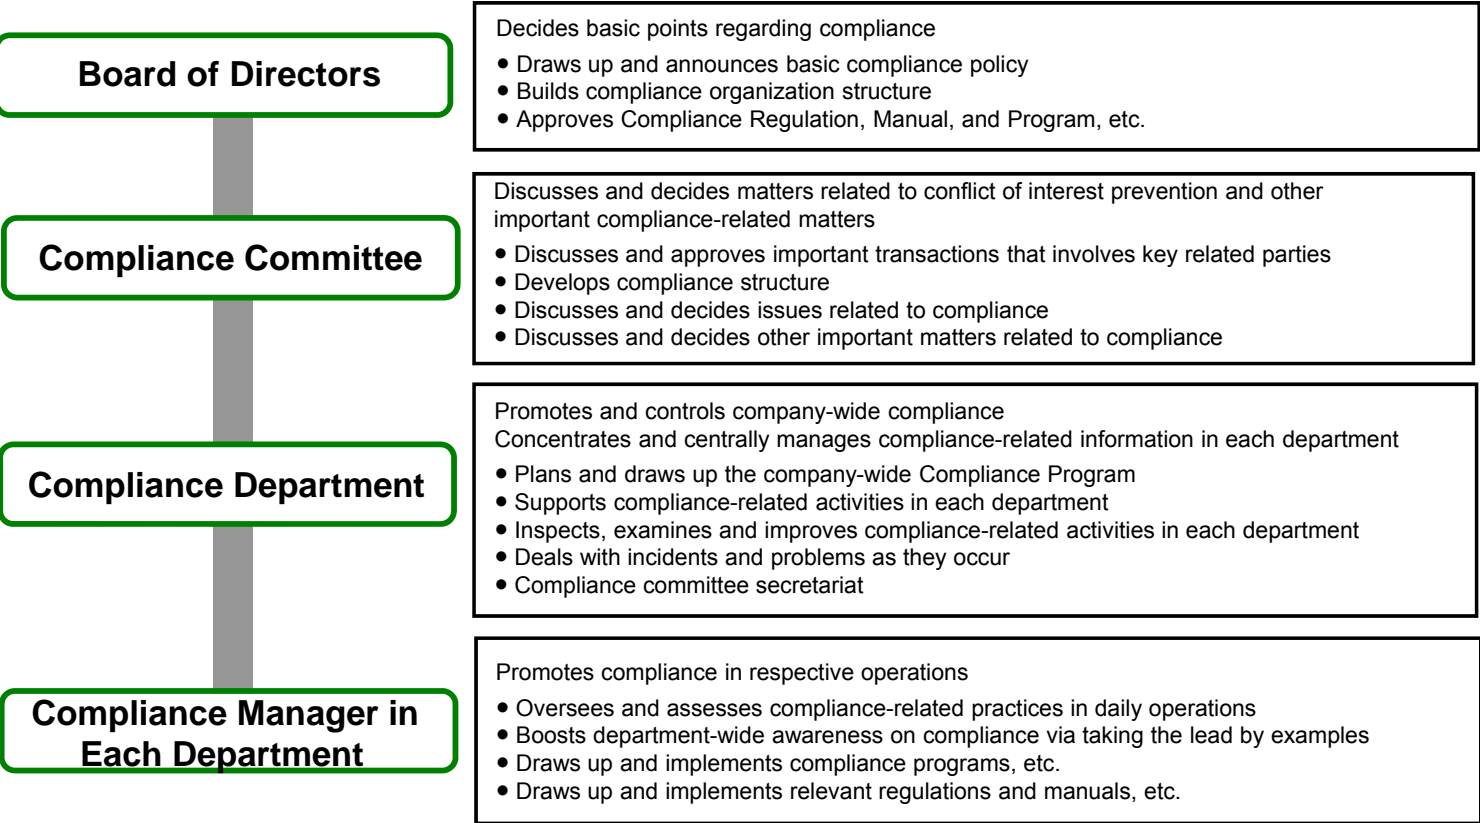 Board of Directors
Decides basic points regarding compliance
● Draws up and announces basic compliance policy
● Builds compliance organization structure
● Approves Compliance Regulation, Manual, and Program, etc.
Compliance Committee
Discusses and decides matters related to conflict of interest prevention and other
important compliance-related matters
● Discusses and approves important transactions that involves key related parties
● Develops compliance structure
● Discusses and decides issues related to compliance
● Discusses and decides other important matters related to compliance
Compliance Department
Promotes and controls company-wide compliance
Concentrates and centrally manages compliance-related information in each department
● Plans and draws up the company-wide Compliance Program
● Supports compliance-related activities in each department
● Inspects, examines and improves compliance-related activities in each department
● Deals with incidents and problems as they occur
● Compliance committee secretariat
Compliance Manager in
Each Department
Promotes compliance in respective operations
● Oversees and assesses compliance-related practices in daily operations
● Boosts department-wide awareness on compliance via taking the lead by examples
● Draws up and implements compliance programs, etc.
● Draws up and implements relevant regulations and manuals, etc.